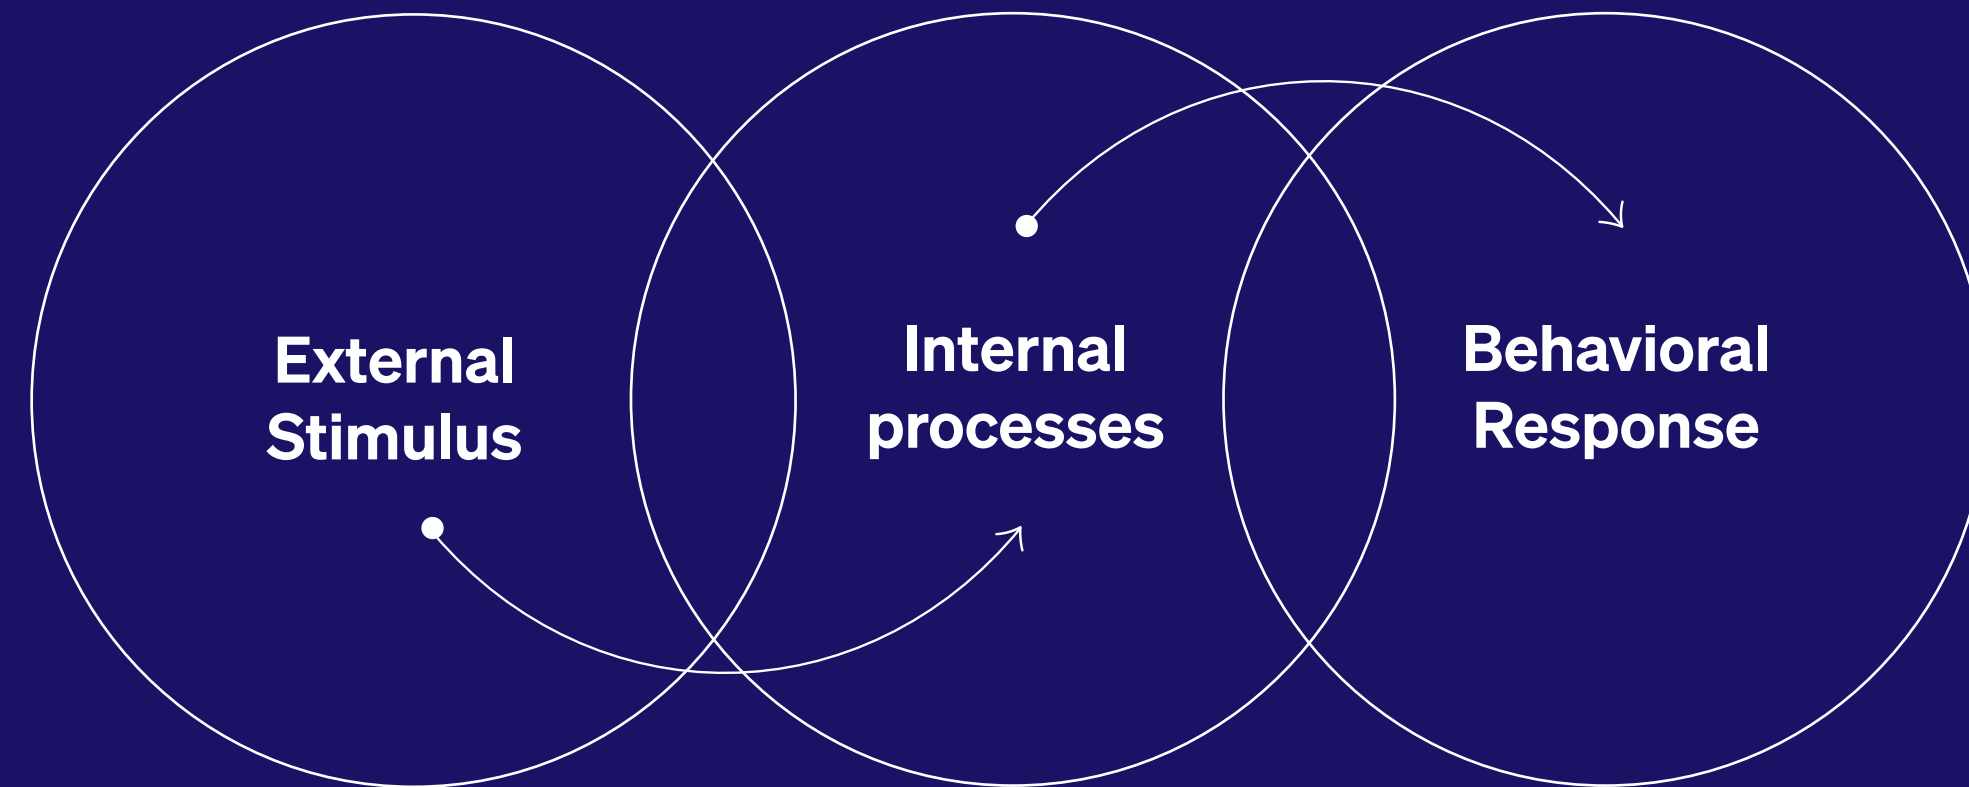 External
Stimulus
Internal
processes
Behavioral
Response